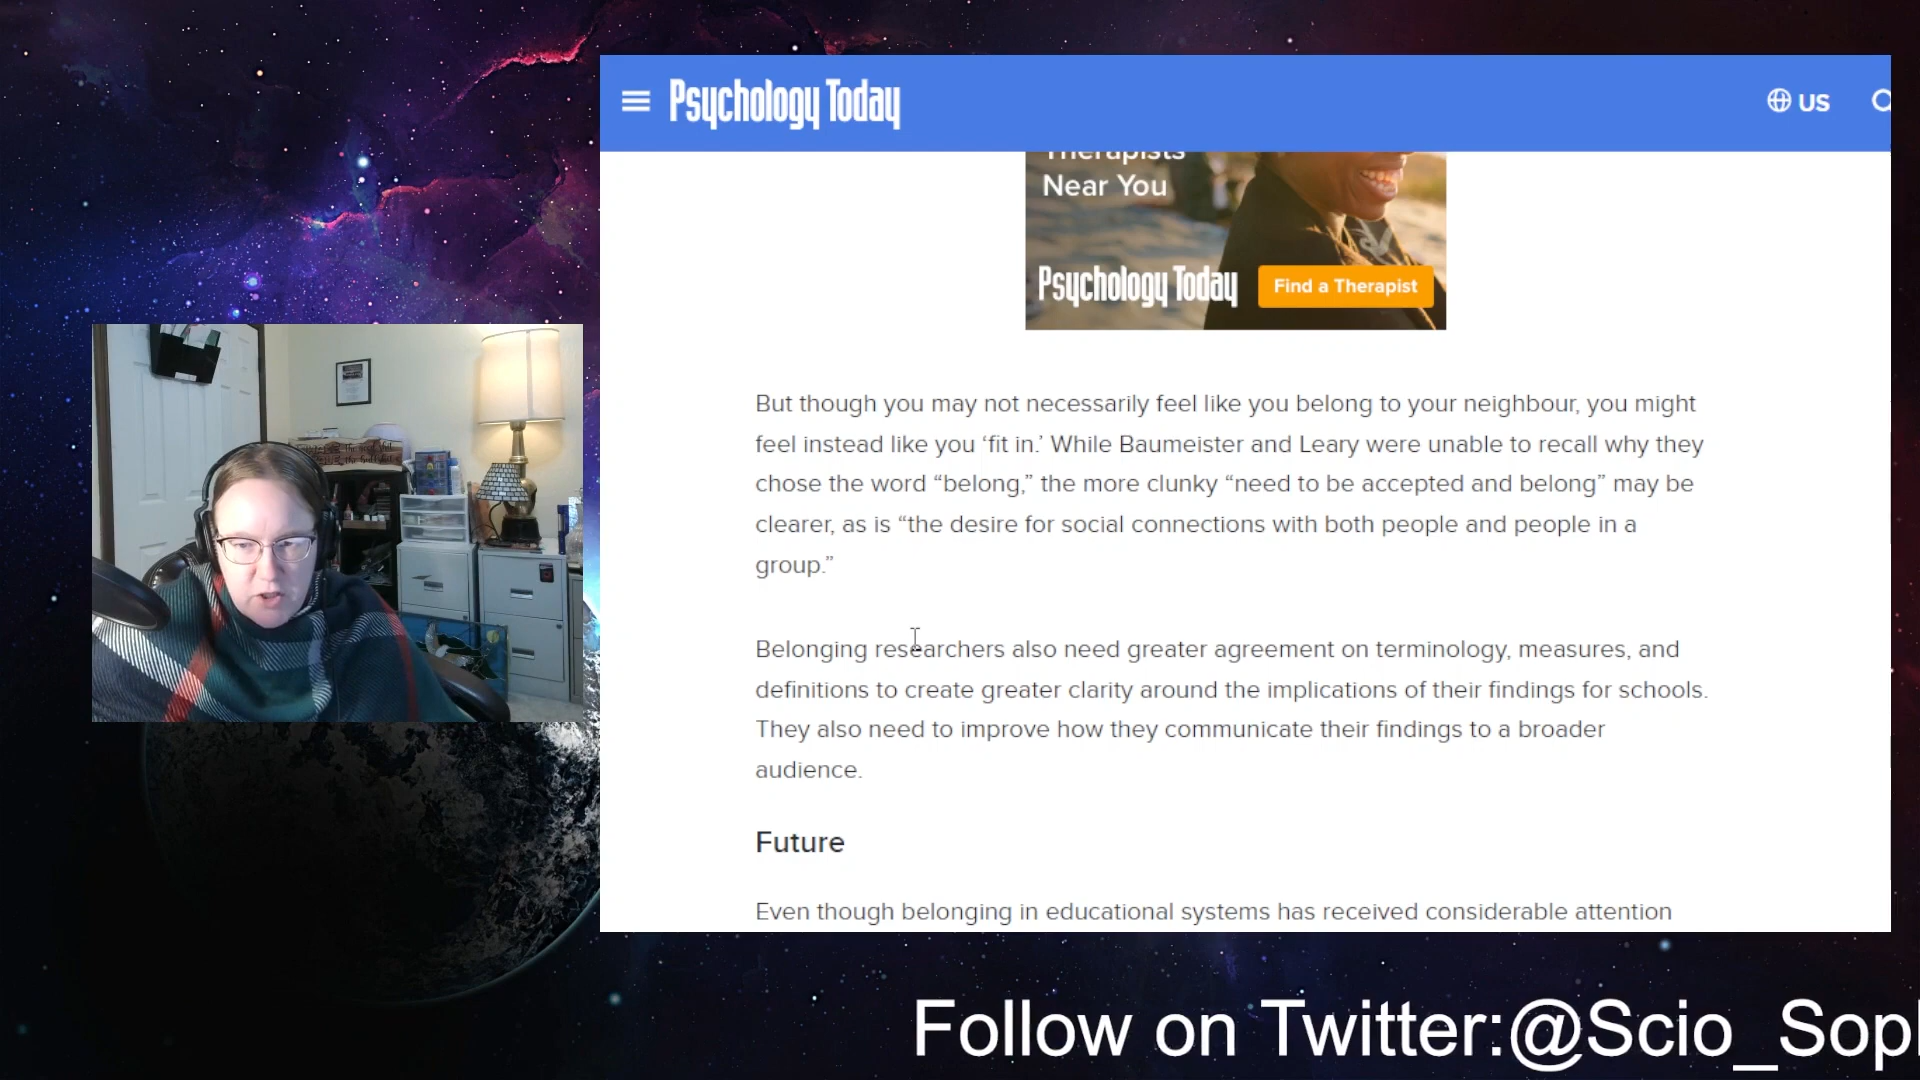 Psychology Today
US
Therapists
Near You
Psychology Today
Find a Therapist
But though you may not necessarily feel like you belong to your neighbour, you might
feel instead like you ‘fit in.’ While Baumeister and Leary were unable to recall why they
chose the word “belong,” the more clunky “need to be accepted and belong” may be
clearer, as is “the desire for social connections with both people and people in a
group.”
Belonging researchers also need greater agreement on terminology, measures, and
definitions to create greater clarity around the implications of their findings for schools.
They also need to improve how they communicate their findings to a broader
audience.
Future
Even though belonging in educational systems has received considerable attention
Follow on Twitter:@Scio_Sop